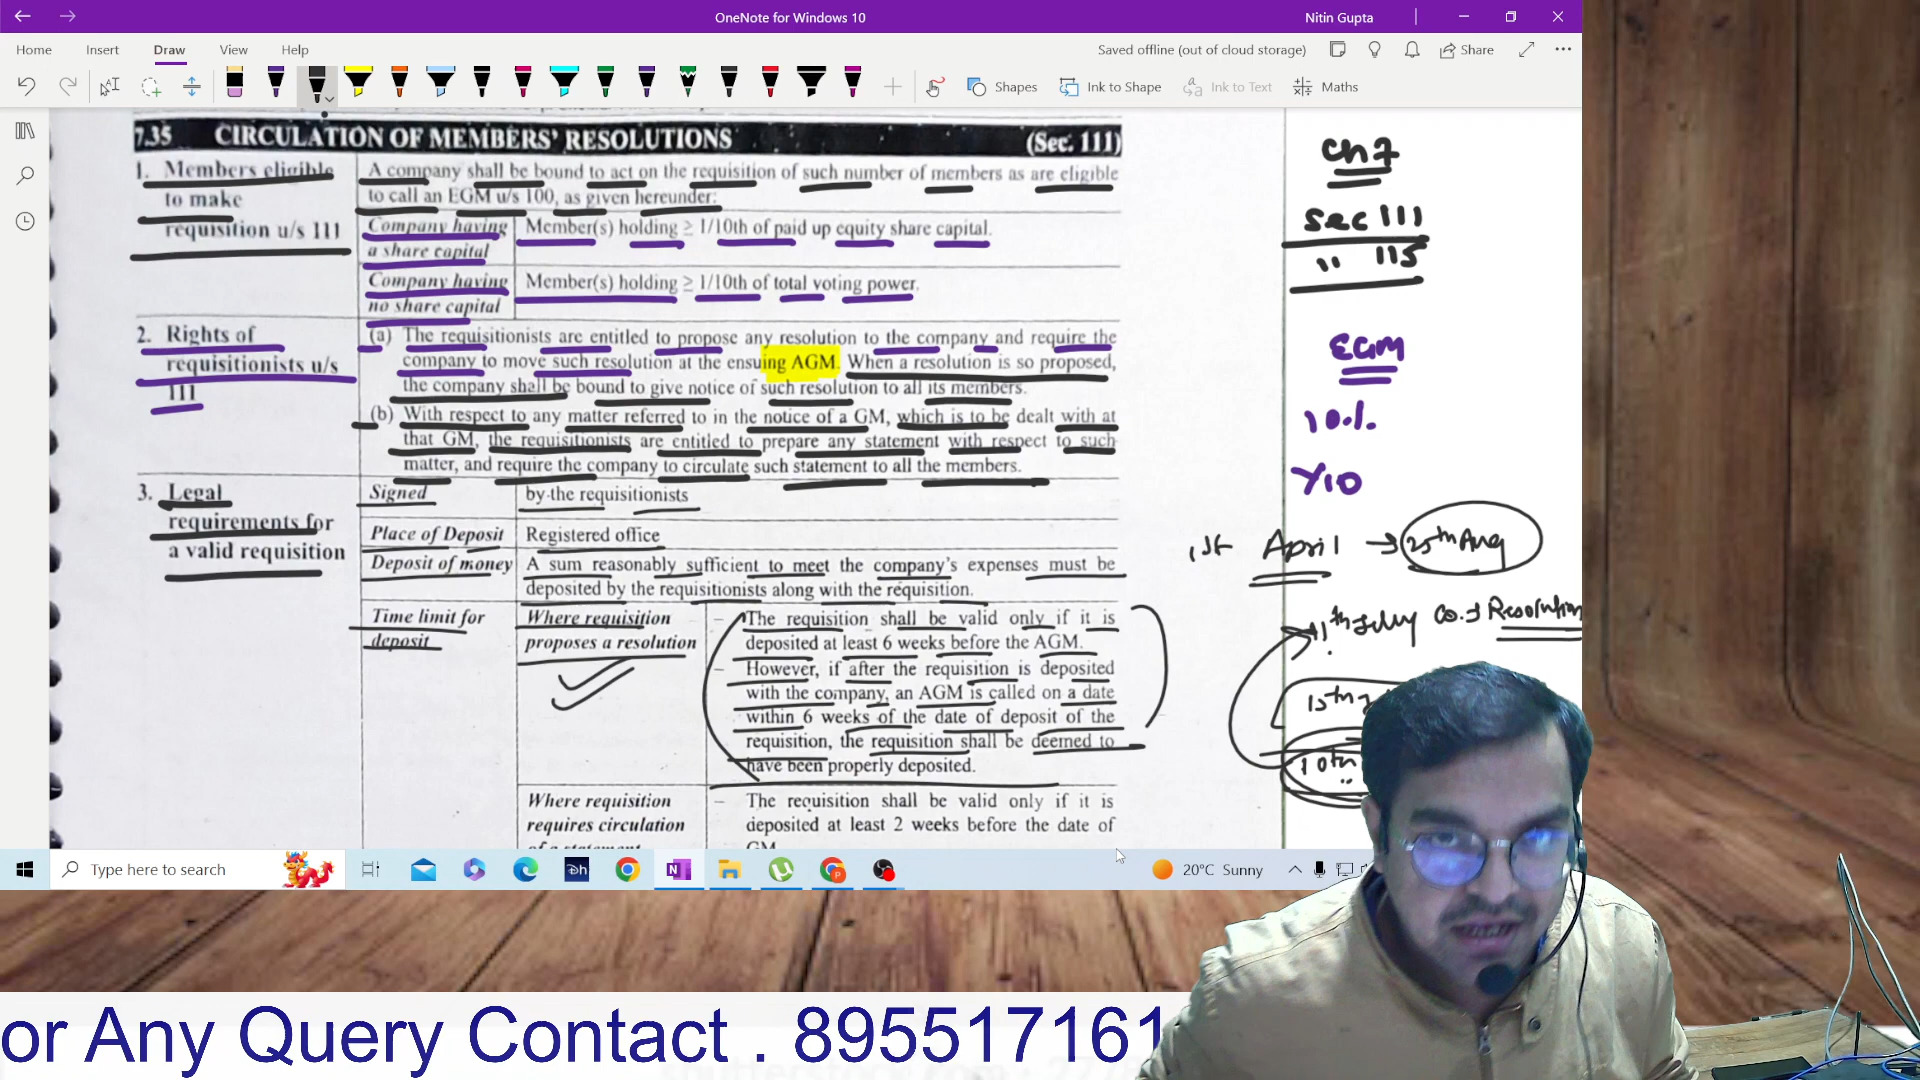 OneNote for Windows 10
Nitin Gupta
Home Insert Draw View Help
Saved offline (out of cloud storage)
Share
Shapes
Ink to Shape
Ink to Text
Maths
7.35 CIRCULATION OF MEMBERS' RESOLUTIONS (Sec. 111)
1. Members eligible to make requisition u/s 111
A company shall be bound to act on the requisition of such number of members as are eligible
to call an EGM u/s 100, as given hereunder:
Company having a share capital
Member(s) holding ≥ 1/10th of paid up equity share capital.
Company having no share capital
Member(s) holding ≥ 1/10th of total voting power.
2. Rights of requisitionists u/s 111
(a) The requisitionists are entitled to propose any resolution to the company and require the
company to move such resolution at the ensuing AGM. When a resolution is so proposed,
the company shall be bound to give notice of such resolution to all its members.
(b) With respect to any matter referred to in the notice of a GM, which is to be dealt with at
that GM, the requisitionists are entitled to prepare any statement with respect to such
matter, and require the company to circulate such statement to all the members.
3. Legal requirements for a valid requisition
Signed
by the requisitionists
Place of Deposit
Registered office
Deposit of money
A sum reasonably sufficient to meet the company's expenses must be
deposited by the requisitionists along with the requisition.
Time limit for deposit
Where requisition proposes a resolution
– The requisition shall be valid only if it is
deposited at least 6 weeks before the AGM.
– However, if after the requisition is deposited
with the company, an AGM is called on a date
within 6 weeks of the date of deposit of the
requisition, the requisition shall be deemed to
have been properly deposited.
Where requisition
requires circulation
– The requisition shall be valid only if it is
deposited at least 2 weeks before the date of
Ch 7
Sec 111
" 115
EGM
10%
1/10
1st April → 25th Aug
Resolution
10th
Type here to search
20°C Sunny
or Any Query Contact . 895517161